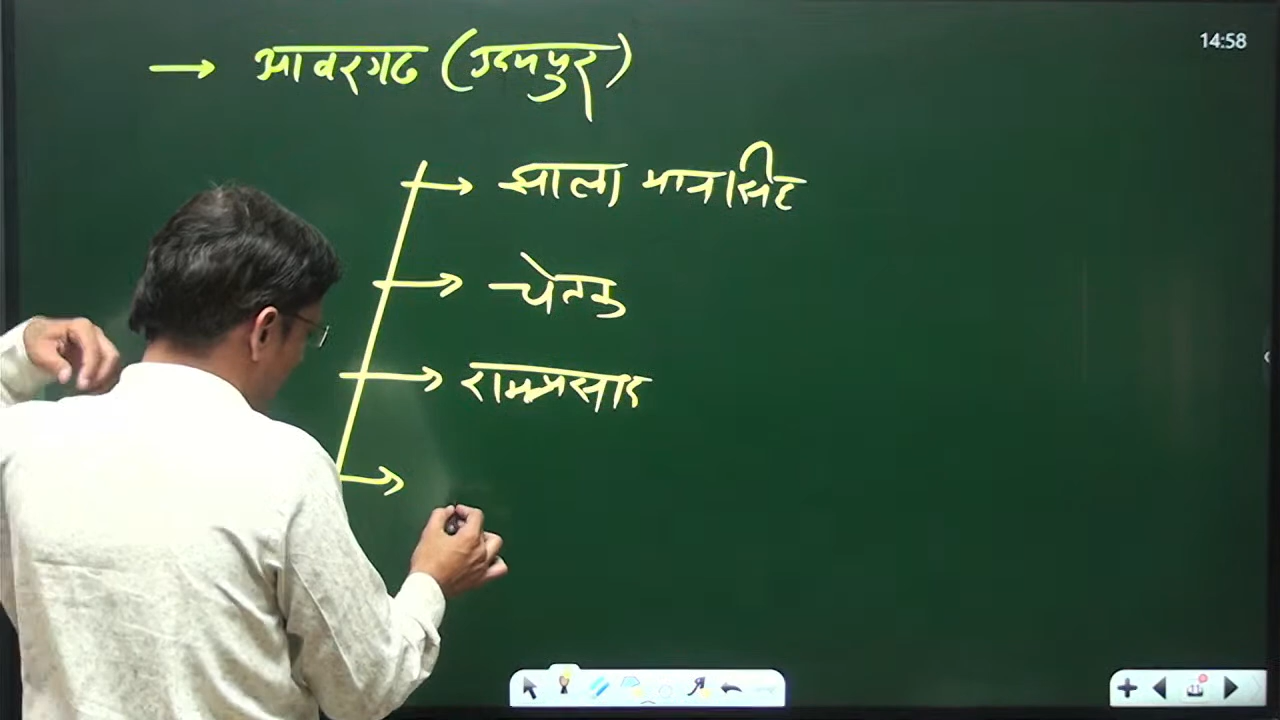 14:58
→ आवरगढ (उदयपुर)
→ झाला मानसिंह
→ चेतक
→ रामप्रसाद
→